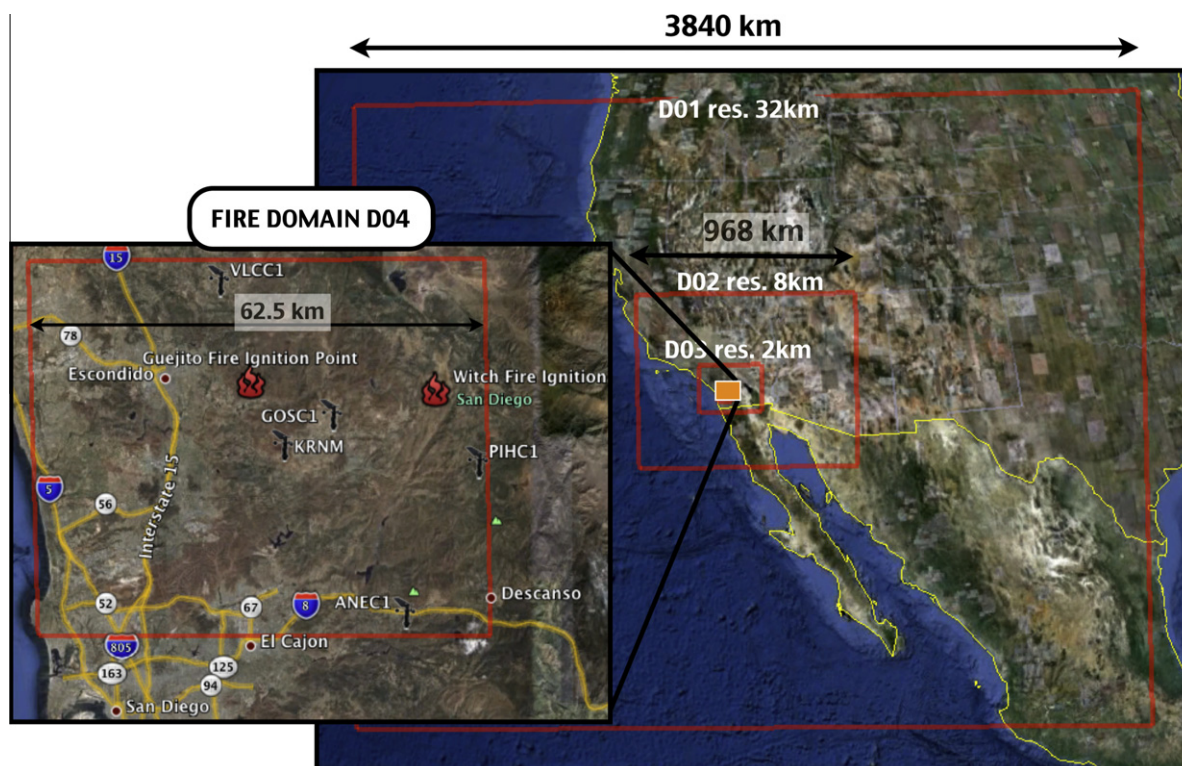 3840 km
D01 res. 32km
968 km
D02 res. 8km
D03 res. 2km
FIRE DOMAIN D04
15
VLCC1
62.5 km
78
Guejito Fire Ignition Point
Escondido
Witch Fire Ignition
San Diego
GOSC1
KRNM
PIHC1
5
56
Interstate 15
52
67
8
ANEC1
Descanso
805
El Cajon
163
125
94
San Diego